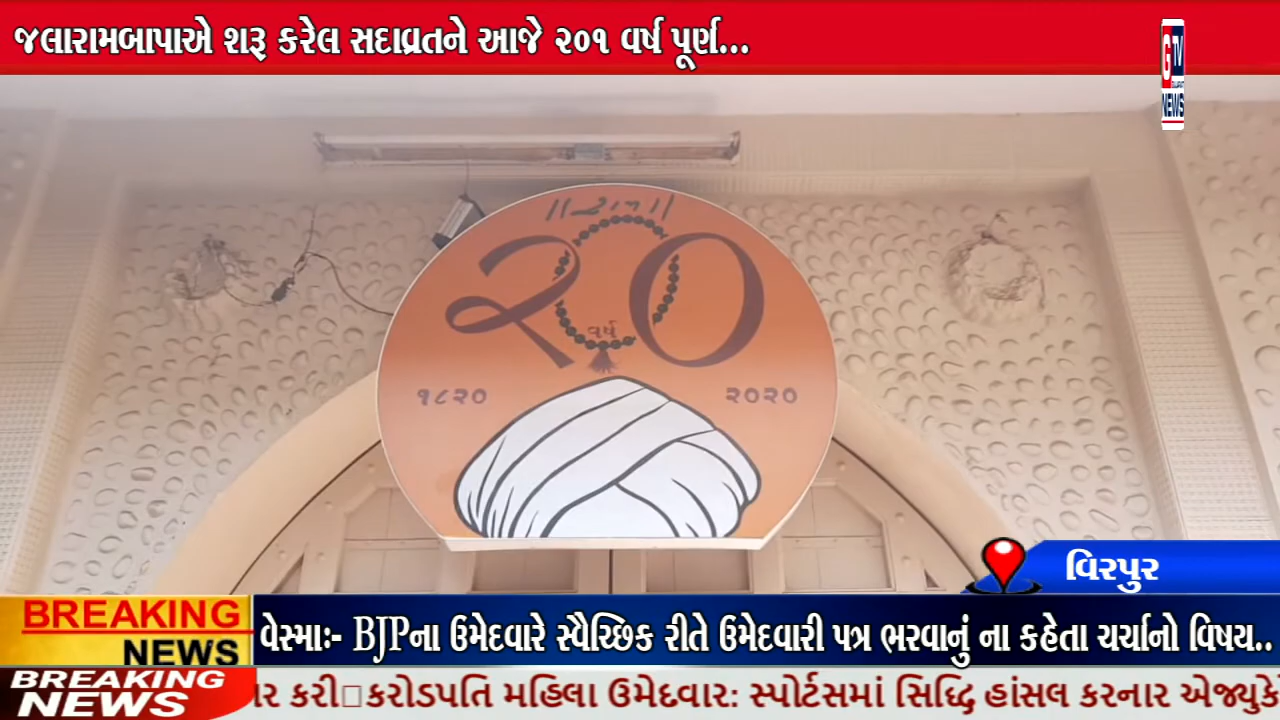 જલારામબાપાએ શરૂ કરેલ સદાવ્રતને આજે ૨૦૧ વર્ષ પૂર્ણ...
GTV
NEWS
૨૦૦
વર્ષ
૧૮૨૦
૨૦૨૦
વિરપુર
BREAKING
NEWS
વેસ્માઃ- BJPના ઉમેદવારે સ્વૈચ્છિક રીતે ઉમેદવારી પત્ર ભરવાનું ના કહેતા ચર્ચાનો વિષય..
BREAKING
NEWS
ર કરી□કરોડપતિ મહિલા ઉમેદવાર: સ્પોર્ટસમાં સિધ્ધિ હાંસલ કરનાર એજ્યુકે